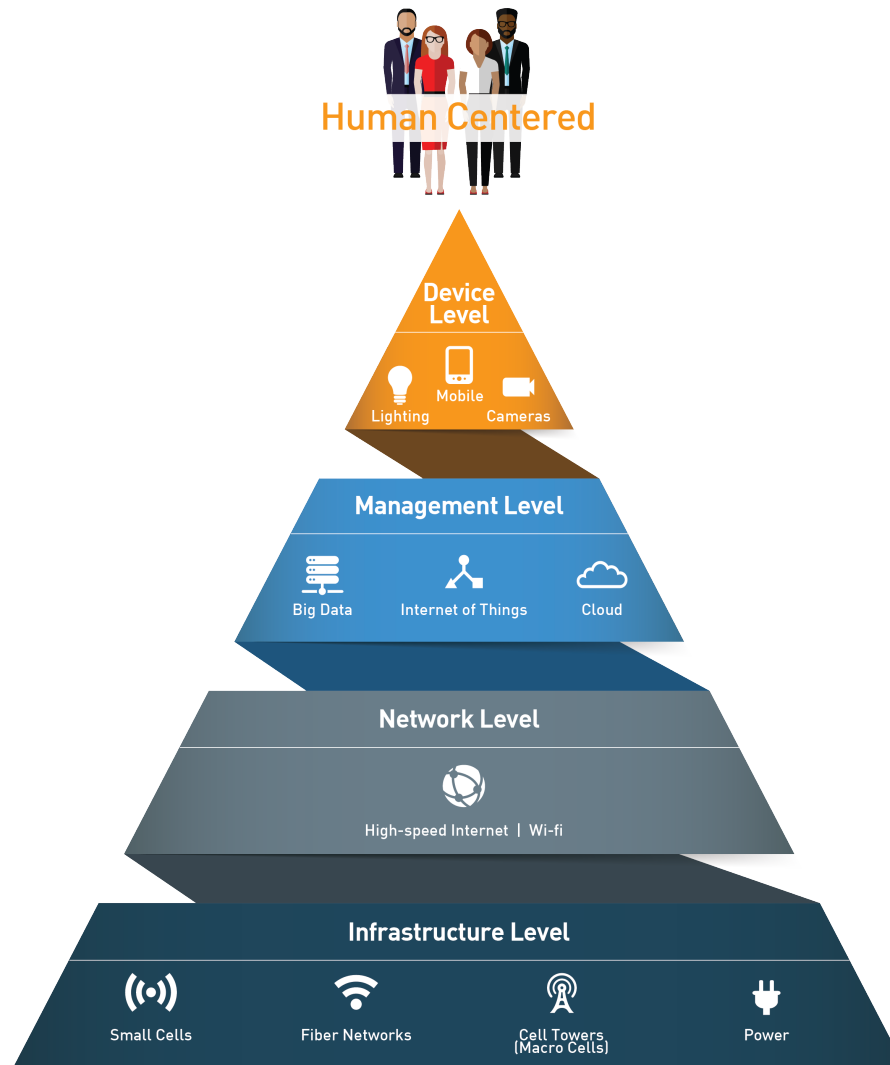 Human Centered
Device
Level
Mobile
Lighting
Cameras
Management Level
Big Data
Internet of Things
Cloud
Network Level
High-speed Internet | Wi-fi
Infrastructure Level
Small Cells
Fiber Networks
Cell Towers
(Macro Cells)
Power